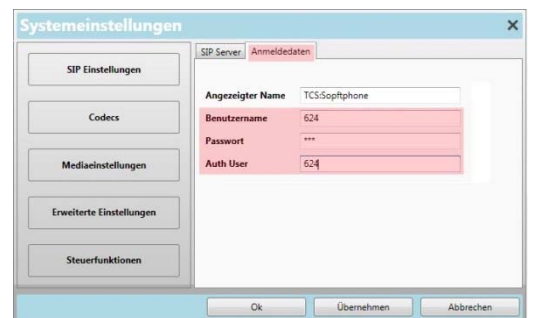 Systemeinstellungen
SIP Einstellungen
Codecs
Mediaeinstellungen
Erweiterte Einstellungen
Steuerfunktionen
SIP Server Anmeldedaten
Angezeigter Name TCS:Sopftphone
Benutzername 624
Passwort ***
Auth User 624
Ok Übernehmen Abbrechen